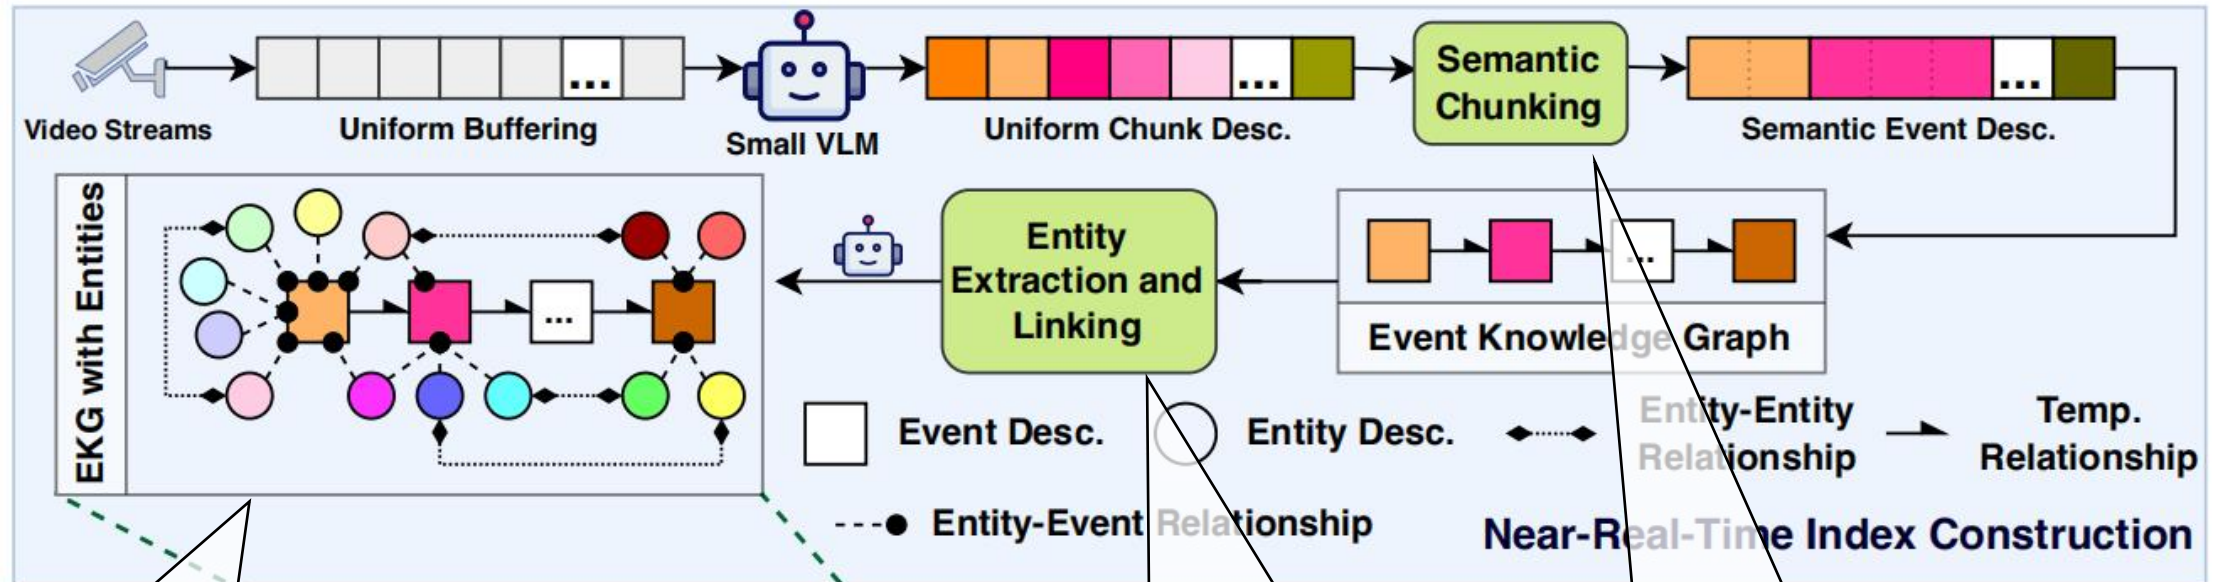 ...
...
...
Video Streams
Uniform Buffering
Small VLM
Uniform Chunk Desc.
Semantic
Chunking
Semantic Event Desc.
EKG with Entities
...
Entity
Extraction and
Linking
...
Event Knowledge Graph
Event Desc.
Entity Desc.
Entity-Entity
Relationship
Temp.
Relationship
Entity-Event Relationship
Near-Real-Time Index Construction